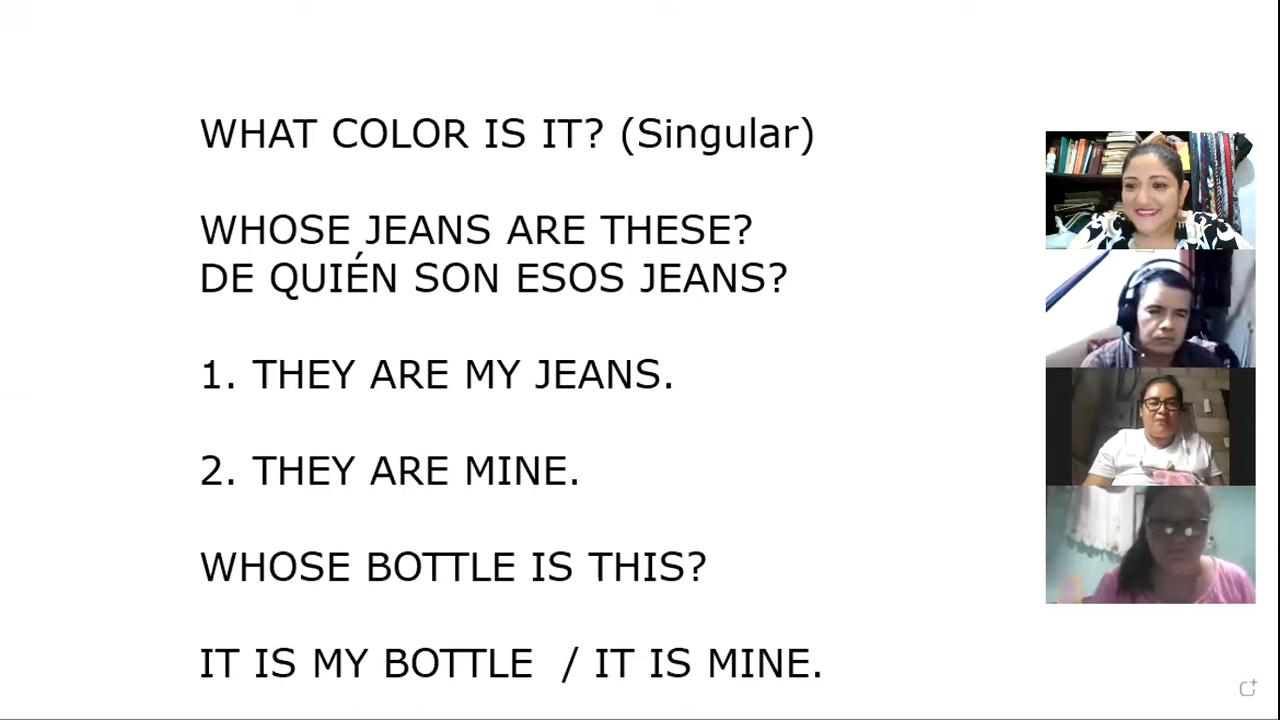 WHAT COLOR IS IT? (Singular)
WHOSE JEANS ARE THESE?
DE QUIÉN SON ESOS JEANS?
1. THEY ARE MY JEANS.
2. THEY ARE MINE.
WHOSE BOTTLE IS THIS?
IT IS MY BOTTLE / IT IS MINE.